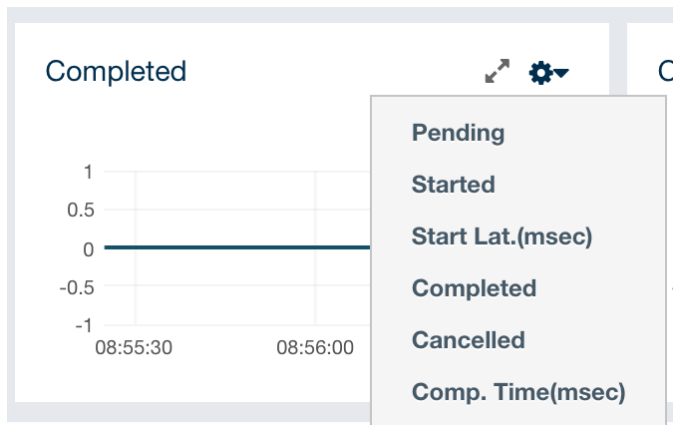 Completed
C
Pending
Started
Start Lat.(msec)
Completed
Cancelled
Comp. Time(msec)
1
0.5
0
-0.5
-1
08:55:30
08:56:00